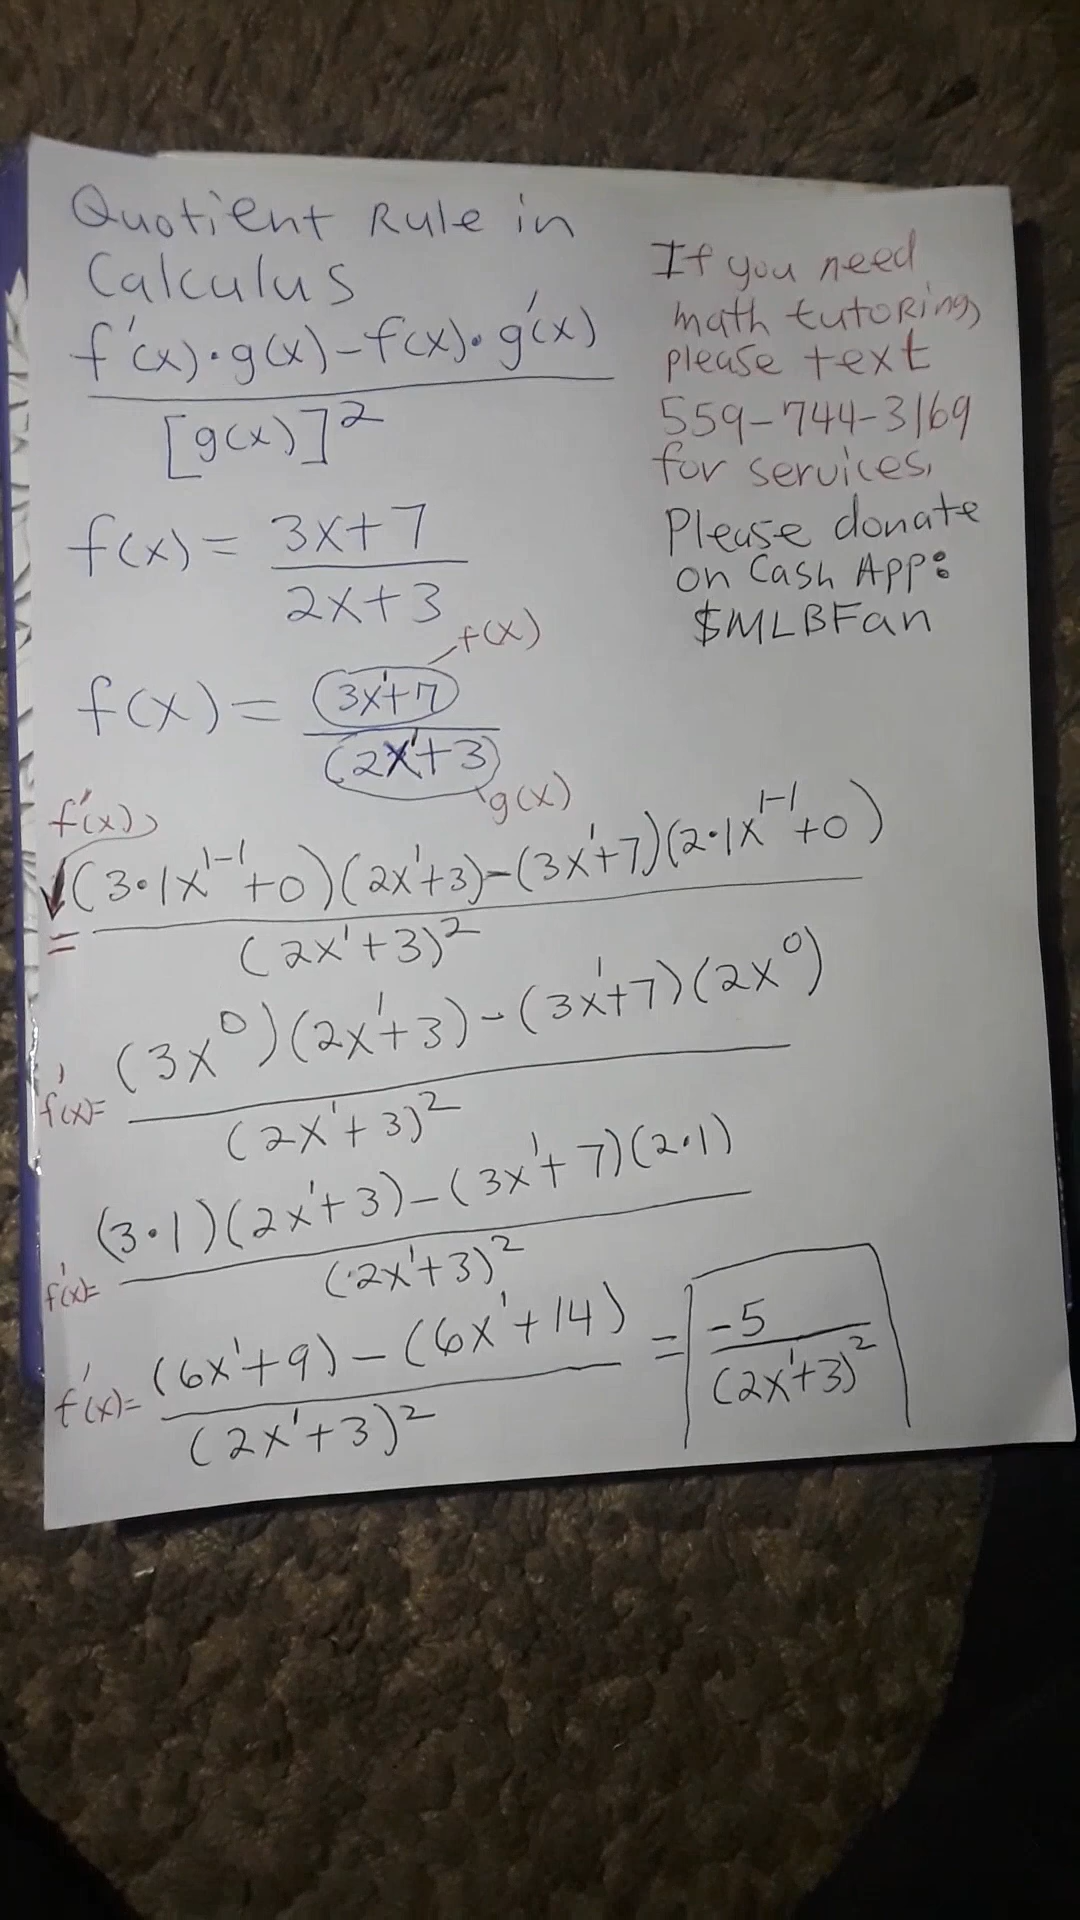 Quotient Rule in
Calculus
f'(x)·g(x)-f(x)·g'(x)
[g(x)]²
f(x)= 3x+7
2x+3
f(x)
f(x)= (3x¹+7)
(2x¹+3)
g(x)
f'(x)
= (3·1x¹⁻¹+0)(2x¹+3)-(3x¹+7)(2·1x¹⁻¹+0)
(2x¹+3)²
f'(x)= (3x⁰)(2x¹+3)-(3x¹+7)(2x⁰)
(2x¹+3)²
f'(x)= (3·1)(2x¹+3)-(3x¹+7)(2·1)
(2x¹+3)²
f'(x)= (6x¹+9)-(6x¹+14) = -5
(2x¹+3)² (2x¹+3)²
If you need
math tutoring,
please text
559-744-3169
for services.
Please donate
on Cash App:
$MLBFan